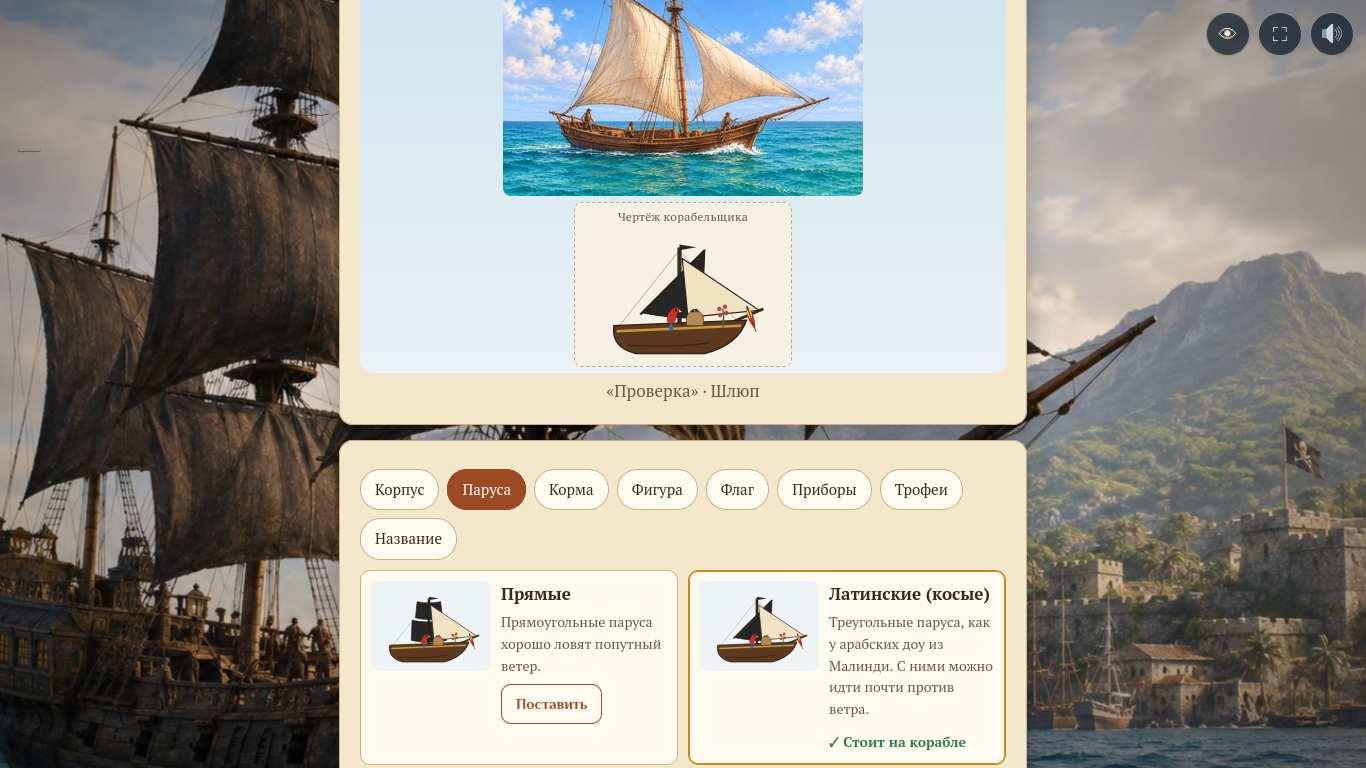 Чертёж корабельщика
«Проверка» · Шлюп
Корпус
Паруса
Корма
Фигура
Флаг
Приборы
Трофеи
Название
Прямые
Прямоугольные паруса
хорошо ловят попутный
ветер.
Поставить
Латинские (косые)
Треугольные паруса, как
у арабских доу из
Малинди. С ними можно
идти почти против
ветра.
✓ Стоит на корабле